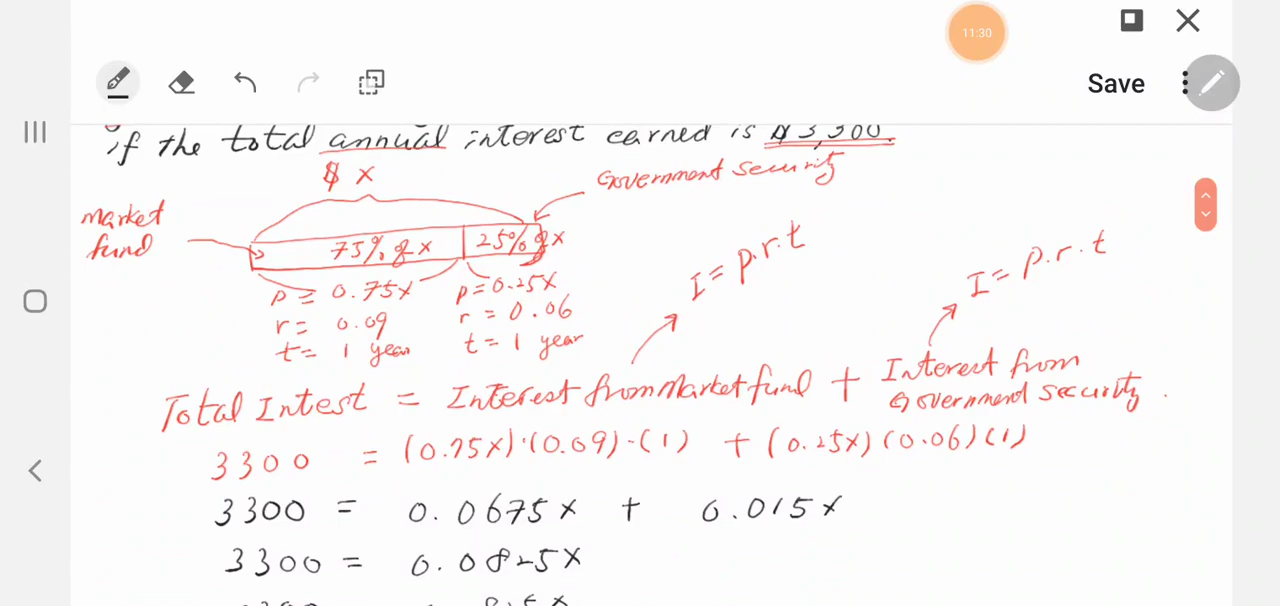 11:30
Save
if the total annual interest earned is $3,300.
$ x
Government security
market
fund
75% of x
25% of x
p = 0.75x
r = 0.09
t = 1 year
p = 0.25x
r = 0.06
t = 1 year
I = p.r.t
I = p.r.t
Total Intest = Interest from Market fund + Interest from Government security.
3300 = (0.75x)·(0.09)·(1) + (0.25x)(0.06)(1)
3300 = 0.0675x + 0.015x
3300 = 0.0825x